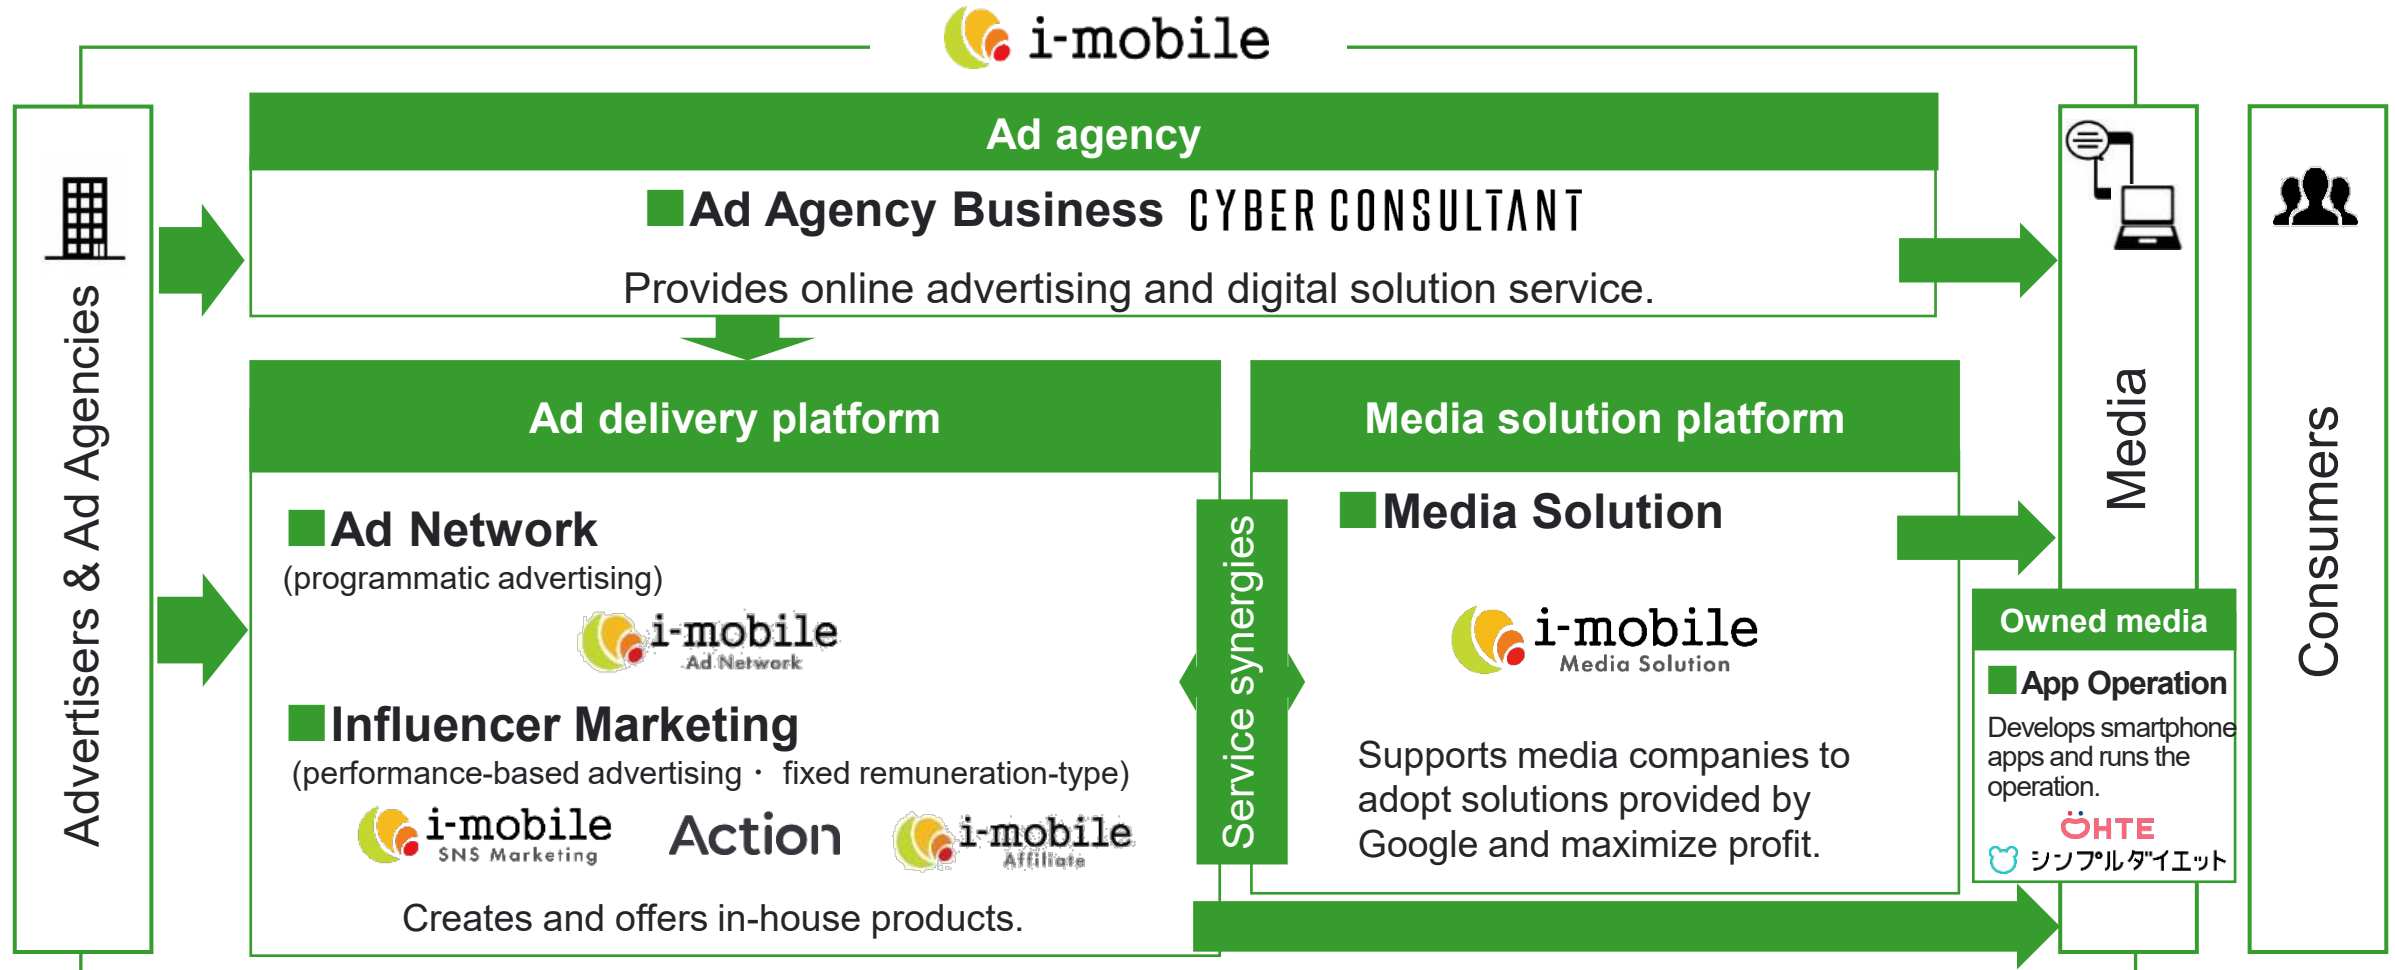 i-mobile
Advertisers & Ad Agencies
Ad agency
■Ad Agency Business CYBER CONSULTANT
Provides online advertising and digital solution service.
Ad delivery platform
■Ad Network
(programmatic advertising)
i-mobile
Ad Network
■Influencer Marketing
(performance-based advertising・ fixed remuneration-type)
i-mobile
SNS Marketing
Action
i-mobile
Affiliate
Creates and offers in-house products.
Service synergies
Media solution platform
■Media Solution
i-mobile
Media Solution
Supports media companies to
adopt solutions provided by
Google and maximize profit.
Media
Owned media
■App Operation
Develops smartphone
apps and runs the
operation.
OHTE
シンプルダイエット
Consumers